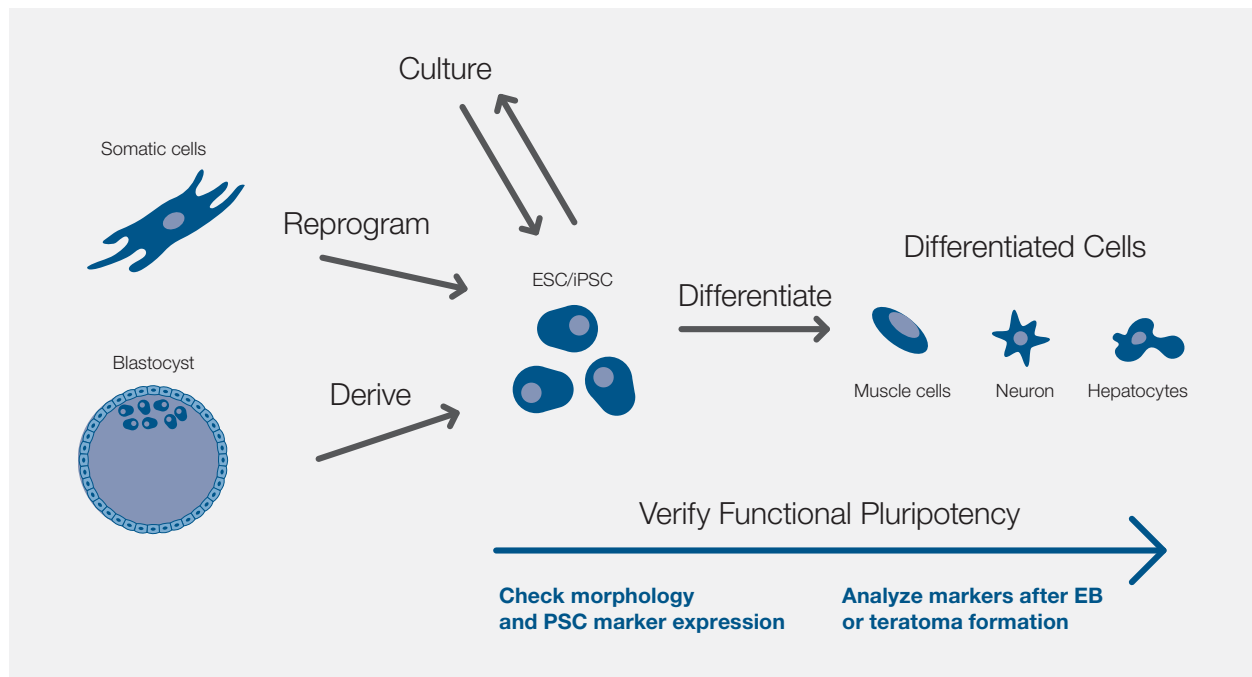 Culture
Somatic cells
Reprogram
ESC/iPSC
Differentiate
Differentiated Cells
Blastocyst
Derive
Muscle cells
Neuron
Hepatocytes
Verify Functional Pluripotency
Check morphology
and PSC marker expression
Analyze markers after EB
or teratoma formation